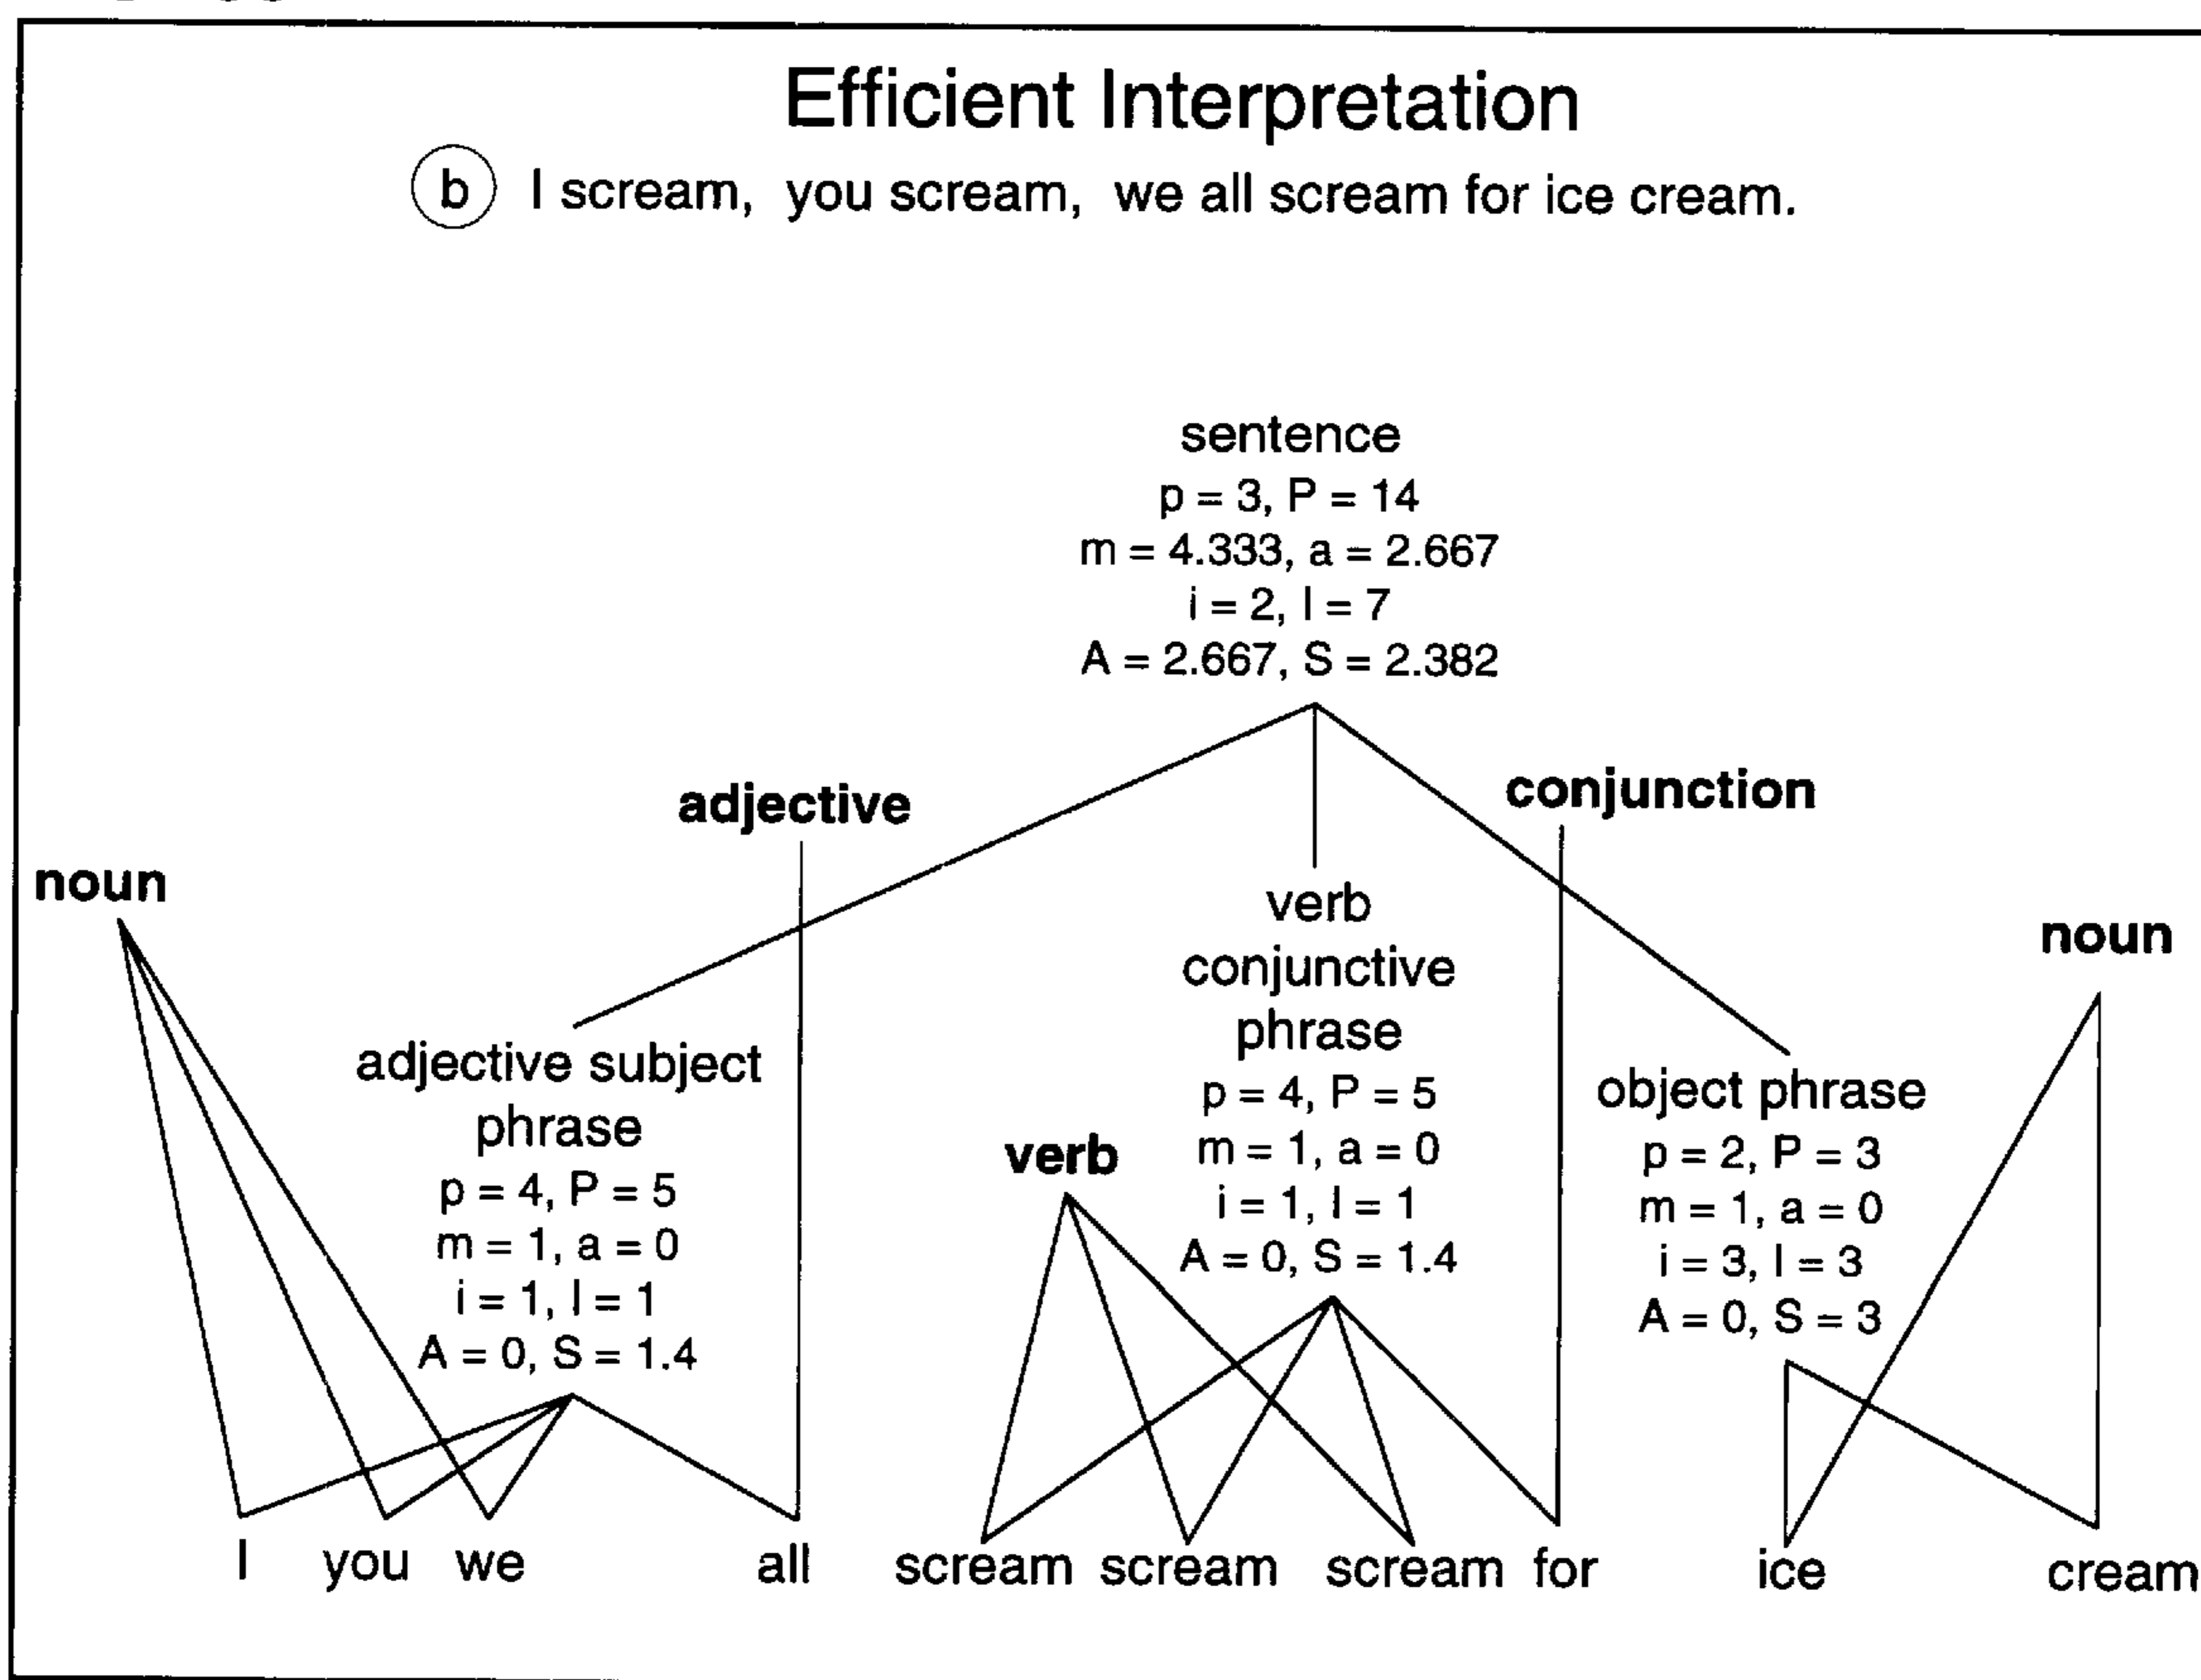 Efficient Interpretation
b I scream, you scream, we all scream for ice cream.
sentence
p = 3, P = 14
m = 4.333, a = 2.667
i = 2, I = 7
A = 2.667, S = 2.382
adjective
conjunction
noun
noun
adjective subject
phrase
p = 4, P = 5
m = 1, a = 0
i = 1, I = 1
A = 0, S = 1.4
verb
verb
conjunctive
phrase
p = 4, P = 5
m = 1, a = 0
i = 1, I = 1
A = 0, S = 1.4
object phrase
p = 2, P = 3
m = 1, a = 0
i = 3, I = 3
A = 0, S = 3
I you we all scream scream scream for ice cream